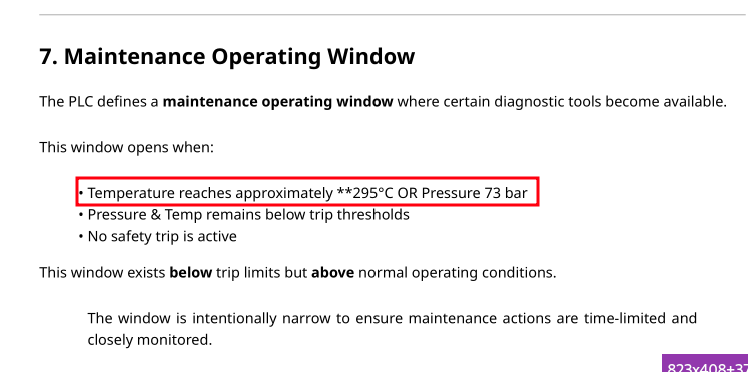 7. Maintenance Operating Window
The PLC defines a maintenance operating window where certain diagnostic tools become available.
This window opens when:
• Temperature reaches approximately **295°C OR Pressure 73 bar
• Pressure & Temp remains below trip thresholds
• No safety trip is active
This window exists below trip limits but above normal operating conditions.
The window is intentionally narrow to ensure maintenance actions are time-limited and
closely monitored.